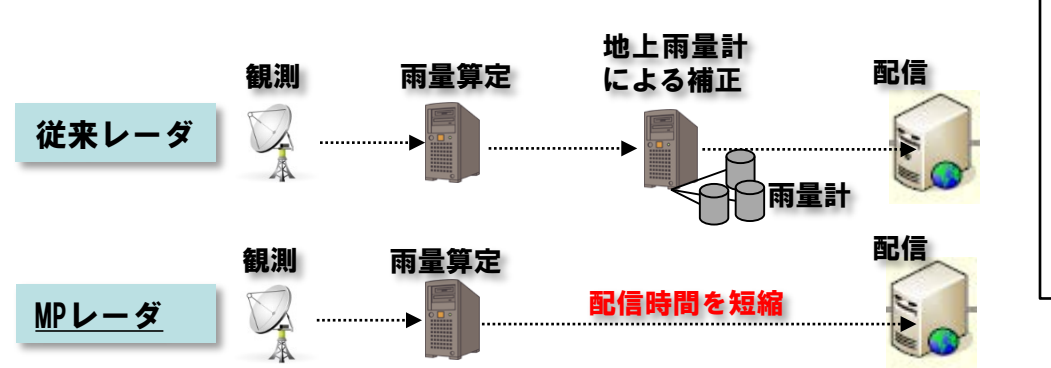 観測
雨量算定
地上雨量計
による補正
配信
従来レーダ
雨量計
観測
雨量算定
配信
MPレーダ
配信時間を短縮